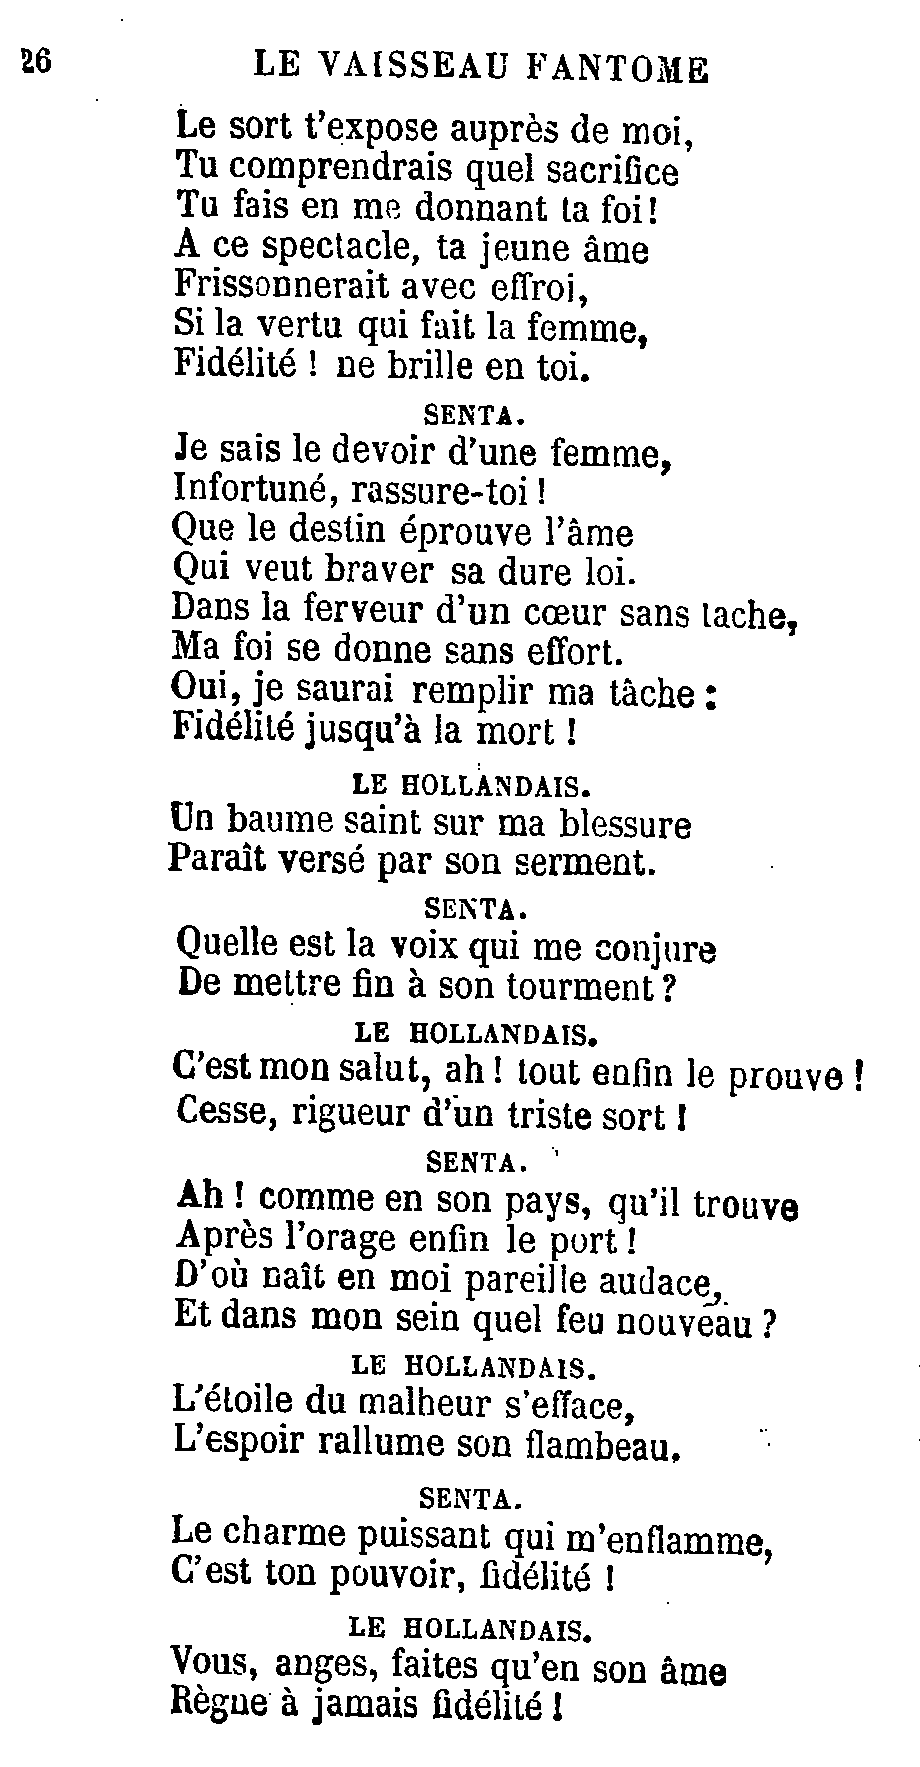 26 LE VAISSEAU FANTOME
Le sort t'expose auprès de moi,
Tu comprendrais quel sacrifice
Tu fais en me donnant ta foi!
A ce spectacle, ta jeune âme
Frissonnerait avec effroi,
Si la vertu qui fait la femme,
Fidélité ! ne brille en toi.
SENTA.
Je sais le devoir d'une femme,
Infortuné, rassure-toi !
Que le destin éprouve l'âme
Qui veut braver sa dure loi.
Dans la ferveur d'un cœur sans tache,
Ma foi se donne sans effort.
Oui, je saurai remplir ma tâche :
Fidélité jusqu'à la mort !
LE HOLLANDAIS.
Un baume saint sur ma blessure
Paraît versé par son serment.
SENTA.
Quelle est la voix qui me conjure
De mettre fin à son tourment ?
LE HOLLANDAIS.
C'est mon salut, ah ! tout enfin le prouve !
Cesse, rigueur d'un triste sort !
SENTA.
Ah ! comme en son pays, qu'il trouve
Après l'orage enfin le port !
D'où naît en moi pareille audace,
Et dans mon sein quel feu nouveau ?
LE HOLLANDAIS.
L'étoile du malheur s'efface,
L'espoir rallume son flambeau.
SENTA.
Le charme puissant qui m'enflamme,
C'est ton pouvoir, fidélité !
LE HOLLANDAIS.
Vous, anges, faites qu'en son âme
Règne à jamais fidélité !